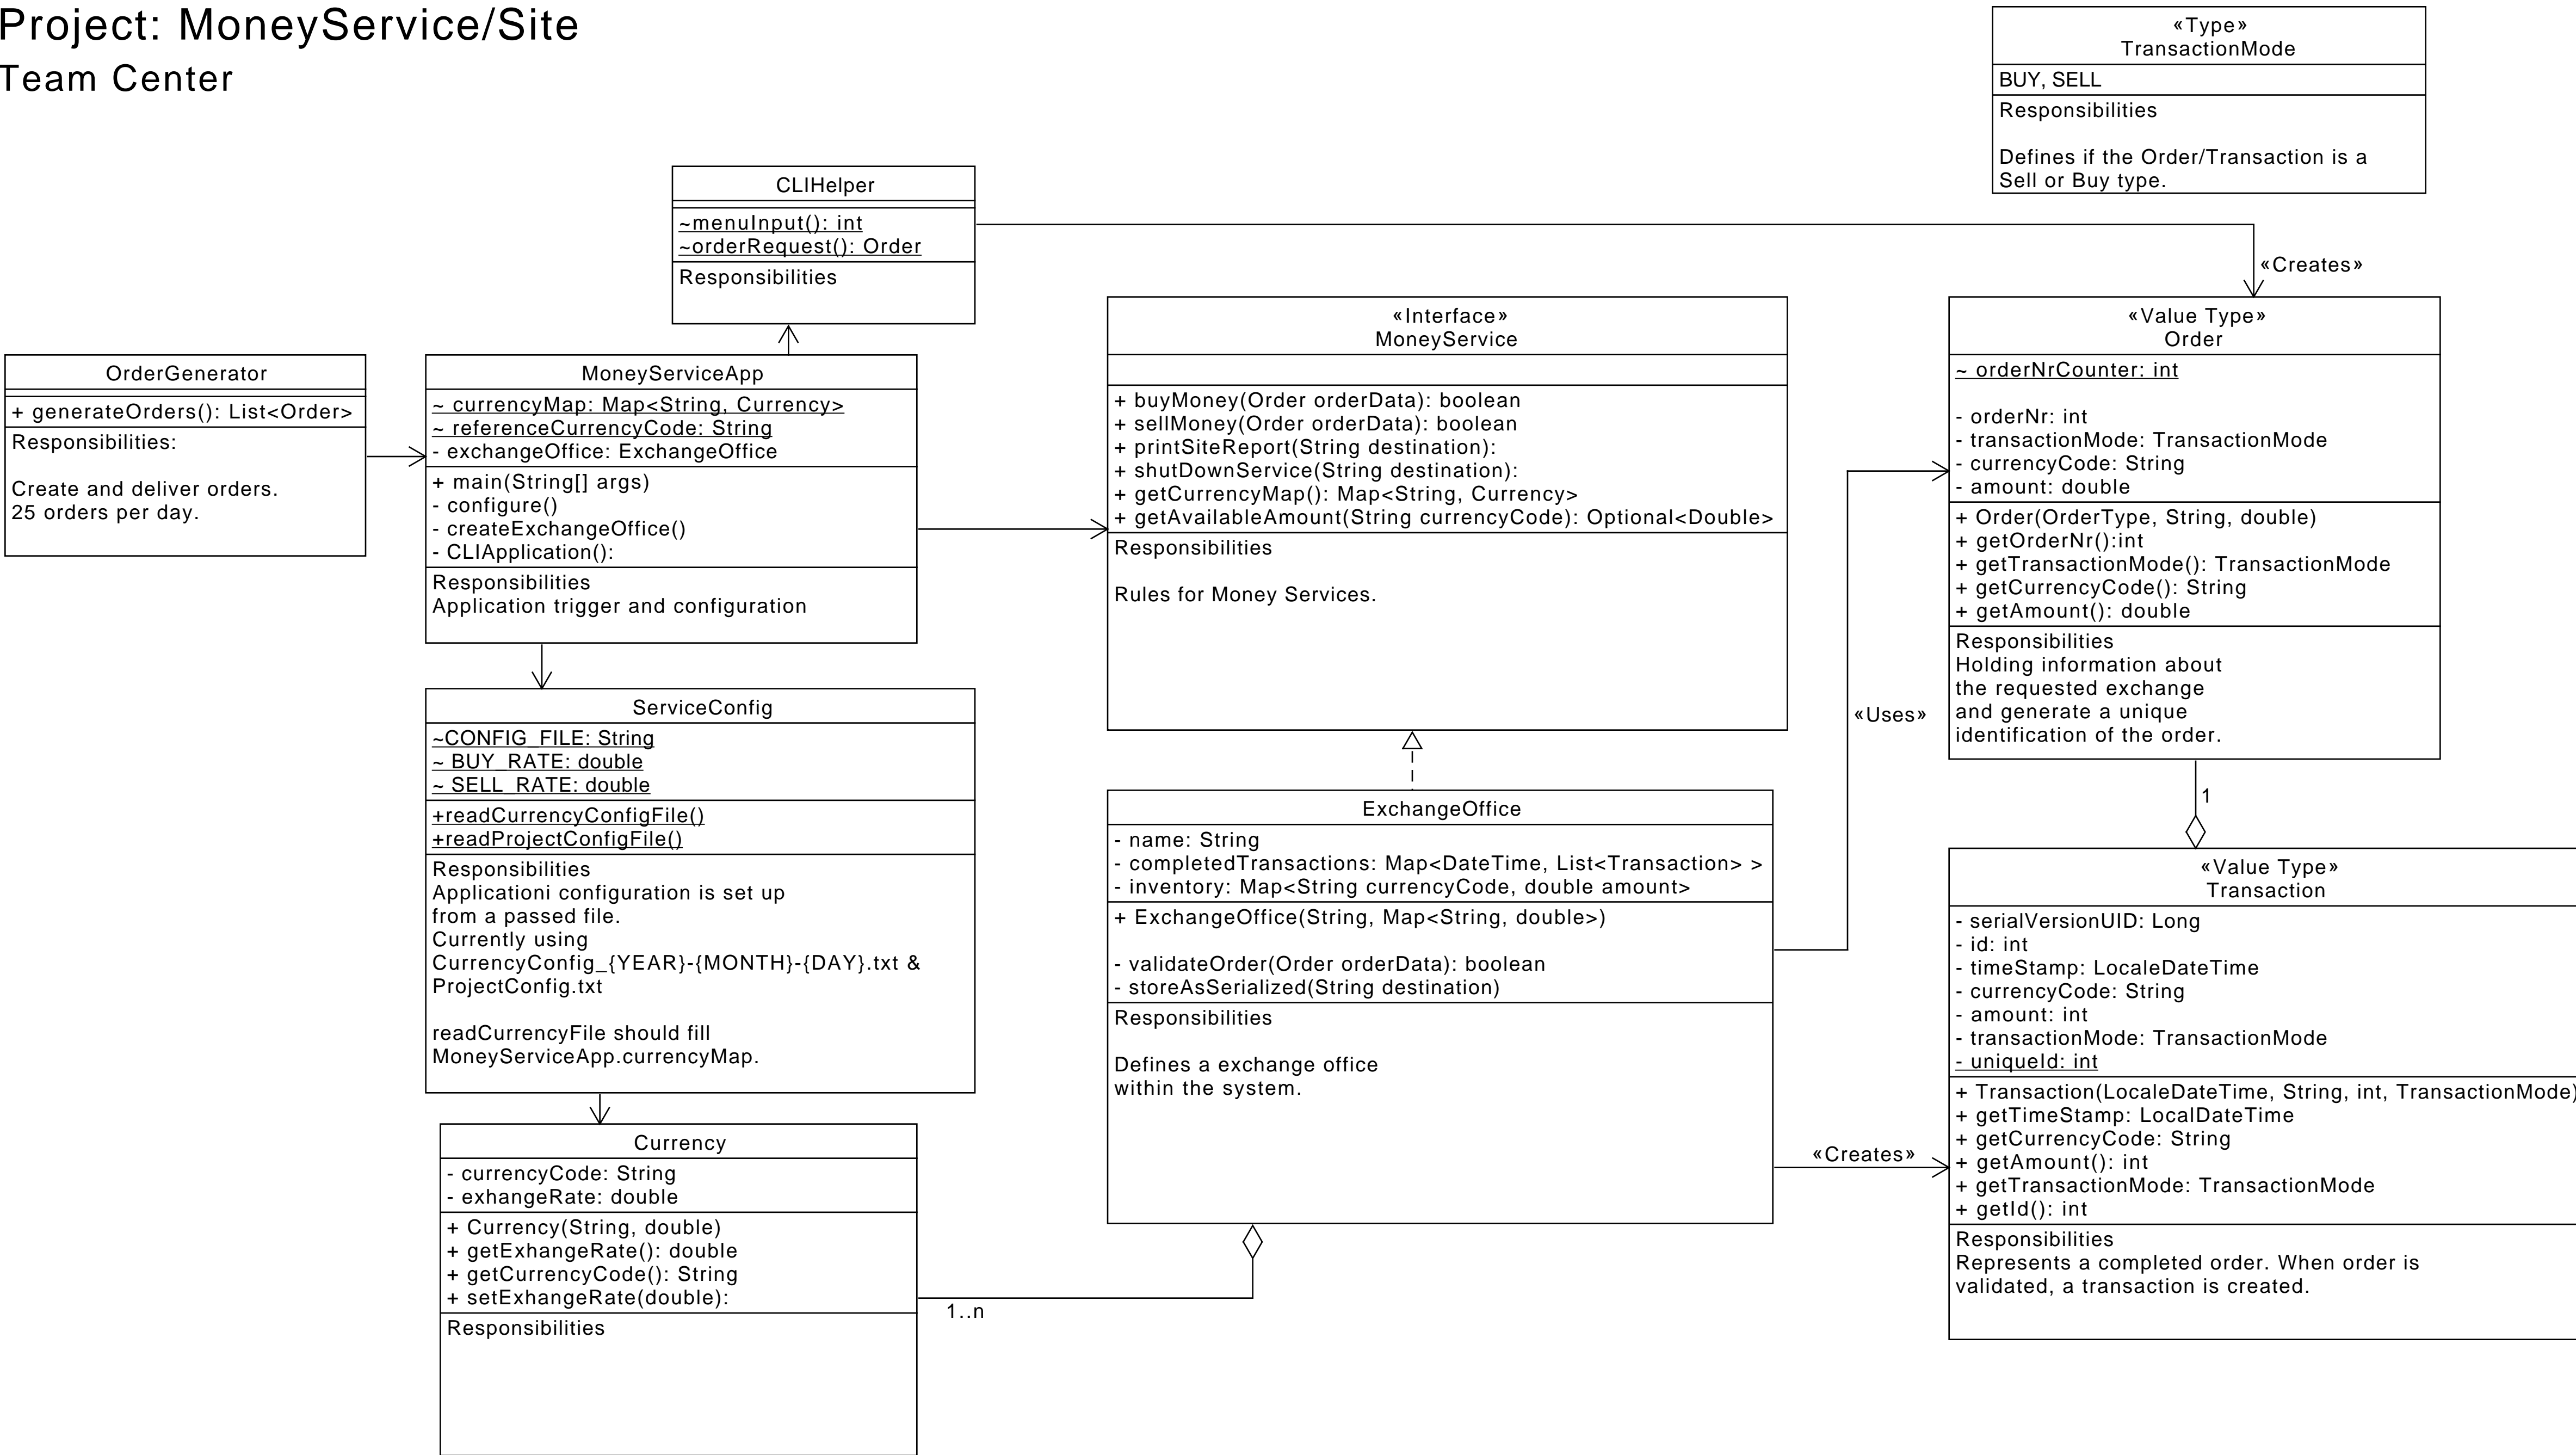 Project: MoneyService/Site
Team Center
«Type»
TransactionMode
BUY, SELL
Responsibilities
Defines if the Order/Transaction is a
Sell or Buy type.
CLIHelper
~menuInput(): int
~orderRequest(): Order
Responsibilities
«Creates»
OrderGenerator
+ generateOrders(): List<Order>
Responsibilities:
Create and deliver orders.
25 orders per day.
MoneyServiceApp
~ currencyMap: Map<String, Currency>
~ referenceCurrencyCode: String
- exchangeOffice: ExchangeOffice
+ main(String[] args)
- configure()
- createExchangeOffice()
- CLIApplication():
Responsibilities
Application trigger and configuration
«Interface»
MoneyService
+ buyMoney(Order orderData): boolean
+ sellMoney(Order orderData): boolean
+ printSiteReport(String destination):
+ shutDownService(String destination):
+ getCurrencyMap(): Map<String, Currency>
+ getAvailableAmount(String currencyCode): Optional<Double>
Responsibilities
Rules for Money Services.
«Value Type»
Order
~ orderNrCounter: int
- orderNr: int
- transactionMode: TransactionMode
- currencyCode: String
- amount: double
+ Order(OrderType, String, double)
+ getOrderNr():int
+ getTransactionMode(): TransactionMode
+ getCurrencyCode(): String
+ getAmount(): double
Responsibilities
Holding information about
the requested exchange
and generate a unique
identification of the order.
«Uses»
1
ServiceConfig
~CONFIG_FILE: String
~ BUY_RATE: double
~ SELL_RATE: double
+readCurrencyConfigFile()
+readProjectConfigFile()
Responsibilities
Applicationi configuration is set up
from a passed file.
Currently using
CurrencyConfig_{YEAR}-{MONTH}-{DAY}.txt &
ProjectConfig.txt
readCurrencyFile should fill
MoneyServiceApp.currencyMap.
ExchangeOffice
- name: String
- completedTransactions: Map<DateTime, List<Transaction> >
- inventory: Map<String currencyCode, double amount>
+ ExchangeOffice(String, Map<String, double>)
- validateOrder(Order orderData): boolean
- storeAsSerialized(String destination)
Responsibilities
Defines a exchange office
within the system.
«Creates»
«Value Type»
Transaction
- serialVersionUID: Long
- id: int
- timeStamp: LocaleDateTime
- currencyCode: String
- amount: int
- transactionMode: TransactionMode
- uniqueId: int
+ Transaction(LocaleDateTime, String, int, TransactionMode)
+ getTimeStamp: LocalDateTime
+ getCurrencyCode: String
+ getAmount(): int
+ getTransactionMode: TransactionMode
+ getId(): int
Responsibilities
Represents a completed order. When order is
validated, a transaction is created.
Currency
- currencyCode: String
- exhangeRate: double
+ Currency(String, double)
+ getExhangeRate(): double
+ getCurrencyCode(): String
+ setExhangeRate(double):
Responsibilities
1..n